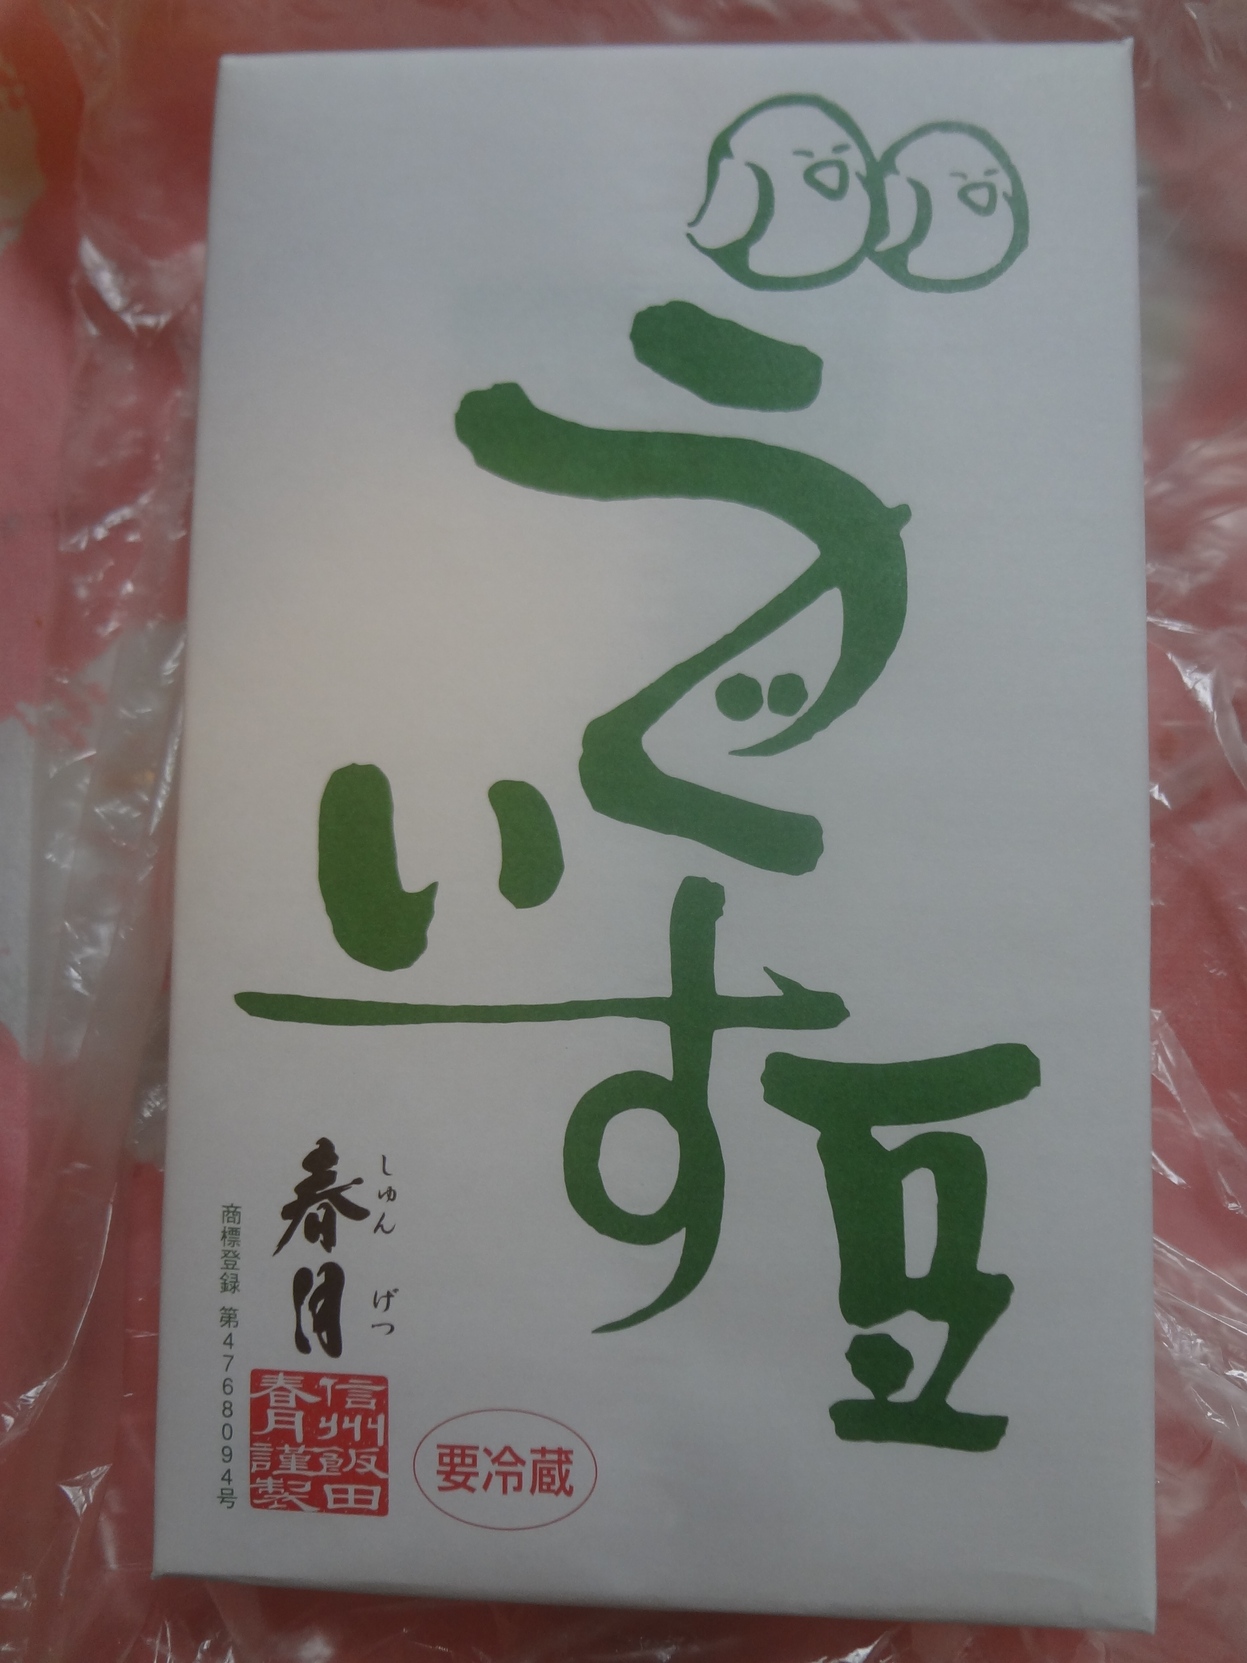 うぐいす豆
しゅん げつ
春月
信州飯田
春月謹製
要冷蔵
商標登録 第4768094号